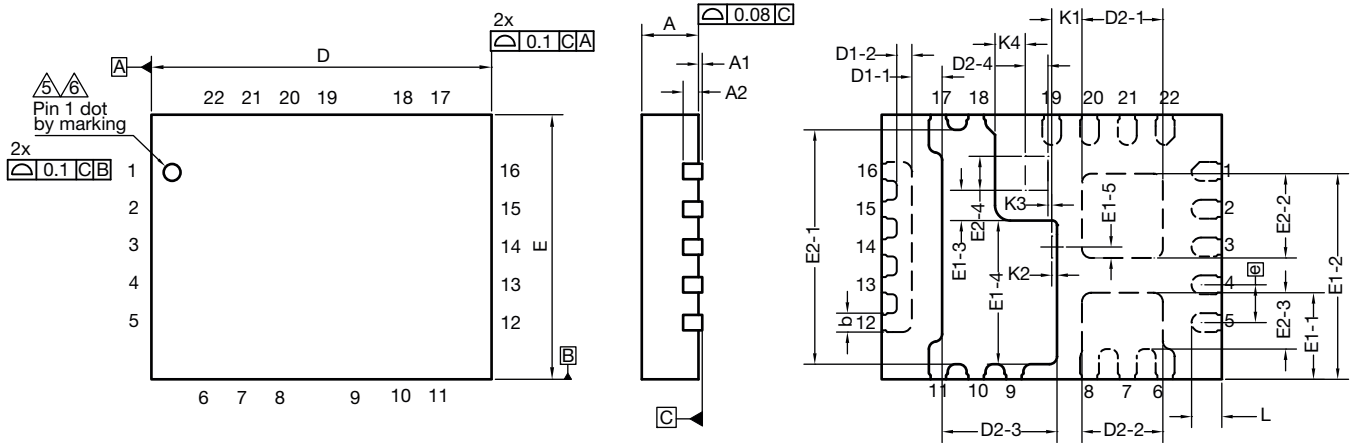 2x
⌓ 0.1 C A
A
D
5 6
Pin 1 dot
by marking
2x
⌓ 0.1 C B
22 21 20 19 18 17
1
2
3
4
5
16
15
14
13
12
E
B
6 7 8 9 10 11
⌓ 0.08 C
A
A1
A2
C
K1 D2-1
K4
D1-2
D2-4
D1-1
17 18 19 20 21 22
16
15
14
13
12
1
2
3
4
5
E2-1
b
E1-3
E2-4
K3
E1-5
E1-4
K2
E2-2
E1-2
e
E2-3
E1-1
11 10 9 8 7 6
L
D2-3
D2-2